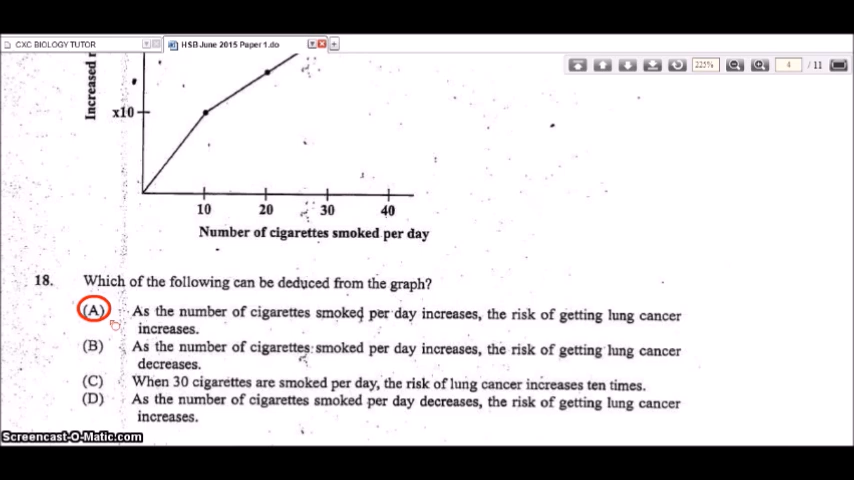 CXC BIOLOGY TUTOR
HSB June 2015 Paper 1.do
225%
4
/ 11
Increased
x10
10 20 30 40
Number of cigarettes smoked per day
18. Which of the following can be deduced from the graph?
(A) As the number of cigarettes smoked per day increases, the risk of getting lung cancer
increases.
(B) As the number of cigarettes smoked per day increases, the risk of getting lung cancer
decreases.
(C) When 30 cigarettes are smoked per day, the risk of lung cancer increases ten times.
(D) As the number of cigarettes smoked per day decreases, the risk of getting lung cancer
increases.
Screencast-O-Matic.com